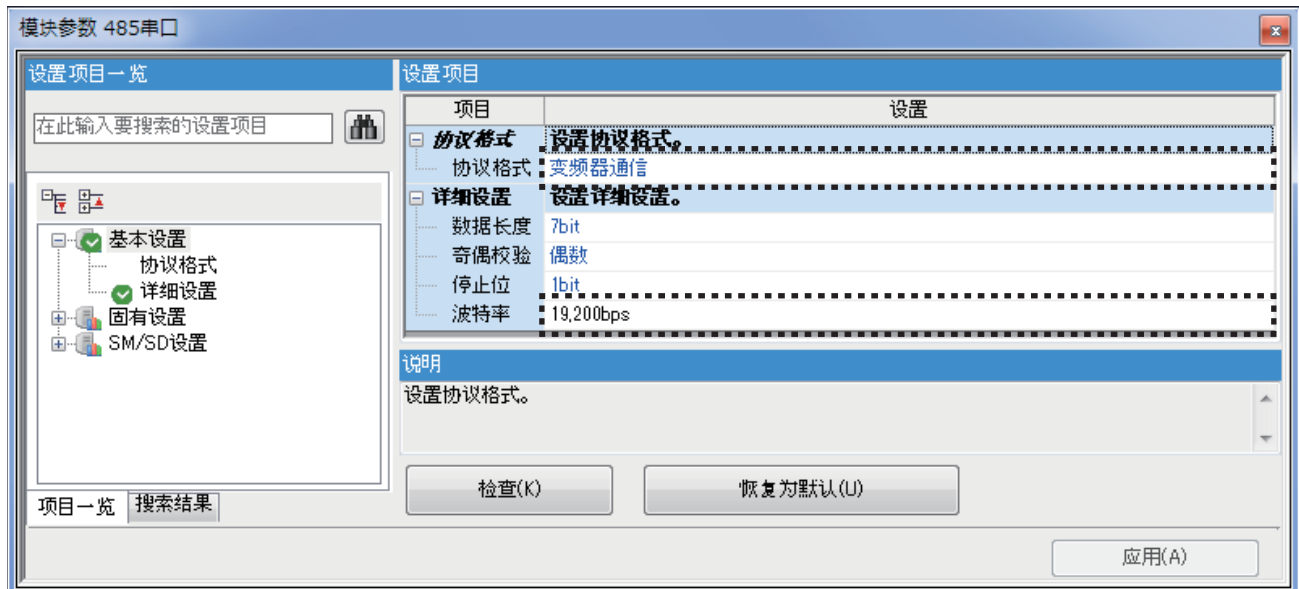 模块参数 485串口
设置项目一览
在此输入要搜索的设置项目
基本设置
协议格式
详细设置
固有设置
SM/SD设置
项目一览 搜索结果
设置项目
项目 设置
协议格式 设置协议格式。
协议格式 变频器通信
详细设置 设置详细设置。
数据长度 7bit
奇偶校验 偶数
停止位 1bit
波特率 19,200bps
说明
设置协议格式。
检查(K) 恢复为默认(U)
应用(A)